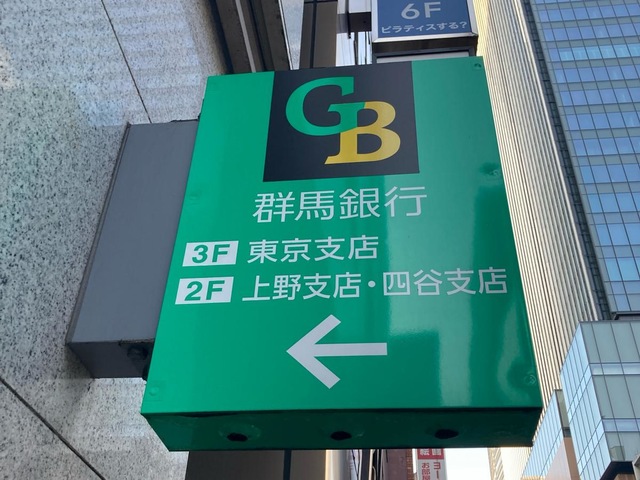 6F
ピラティスする?
GB
群馬銀行
3F 東京支店
2F 上野支店・四谷支店
←